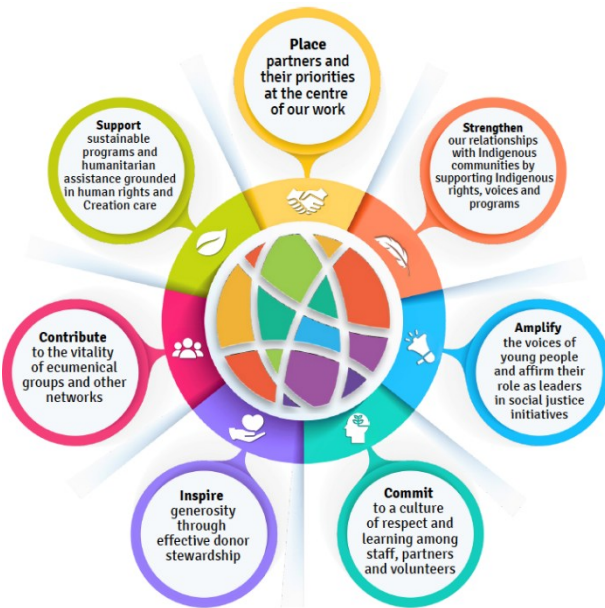 Place
partners and
their priorities
at the centre
of our work
Strengthen
our relationships
with Indigenous
communities by
supporting Indigenous
rights, voices and
programs
Amplify
the voices of
young people
and affirm their
role as leaders
in social justice
initiatives
Commit
to a culture
of respect and
learning among
staff, partners
and volunteers
Inspire
generosity
through
effective donor
stewardship
Contribute
to the vitality
of ecumenical
groups and other
networks
Support
sustainable
programs and
humanitarian
assistance grounded
in human rights and
Creation care